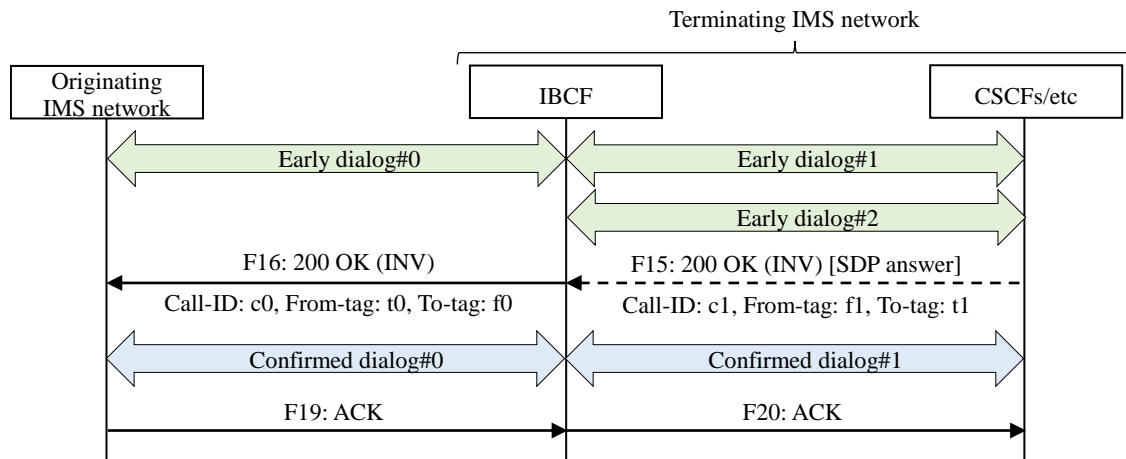 Terminating IMS network
Originating
IMS network
IBCF
CSCFs/etc
Early dialog#0
Early dialog#1
Early dialog#2
F16: 200 OK (INV)
F15: 200 OK (INV) [SDP answer]
Call-ID: c0, From-tag: t0, To-tag: f0
Call-ID: c1, From-tag: f1, To-tag: t1
Confirmed dialog#0
Confirmed dialog#1
F19: ACK
F20: ACK